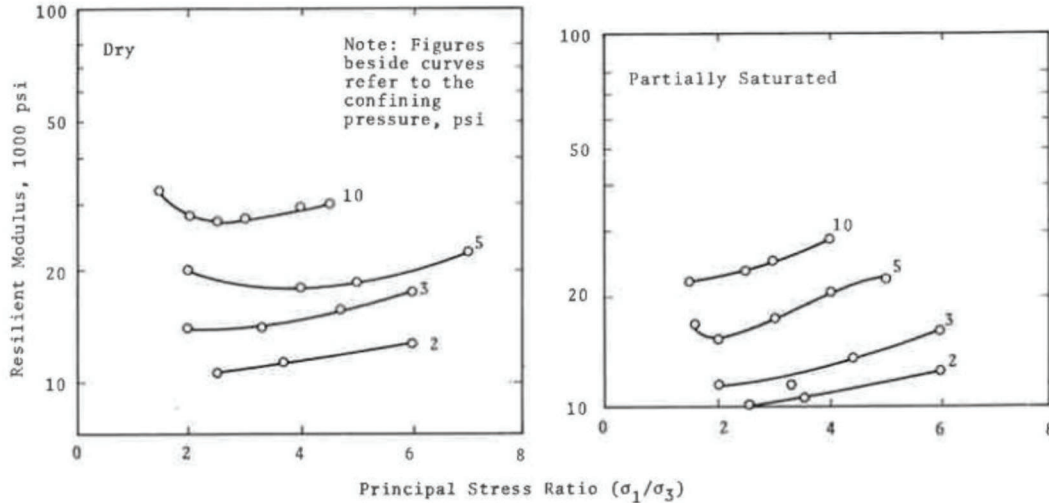 100
50
20
10
Resilient Modulus, 1000 psi
Dry
Note: Figures
beside curves
refer to the
confining
pressure, psi
10
5
3
2
0
2
4
6
8
100
50
20
10
Partially Saturated
10
5
3
2
0
2
4
6
8
Principal Stress Ratio (σ₁/σ₃)